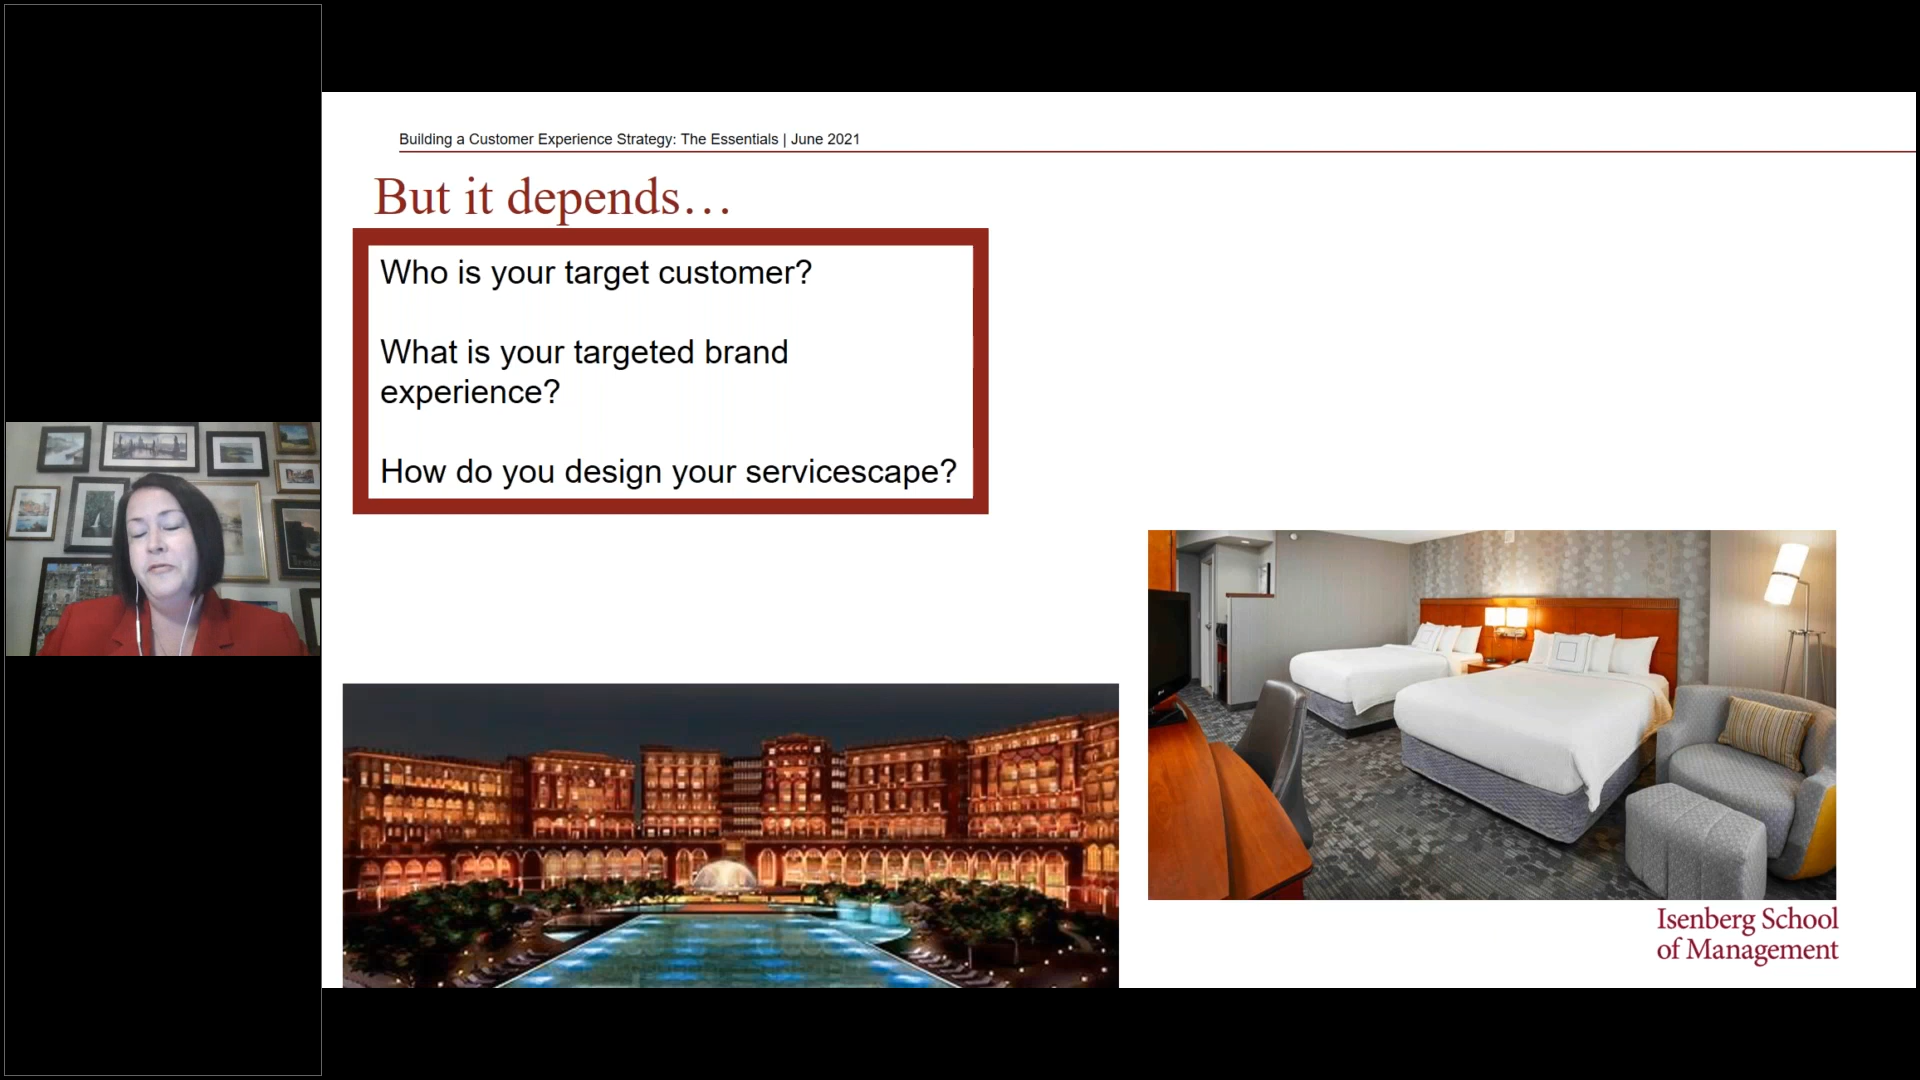 Building a Customer Experience Strategy: The Essentials | June 2021
But it depends…
Who is your target customer?
What is your targeted brand
experience?
How do you design your servicescape?
Isenberg School
of Management